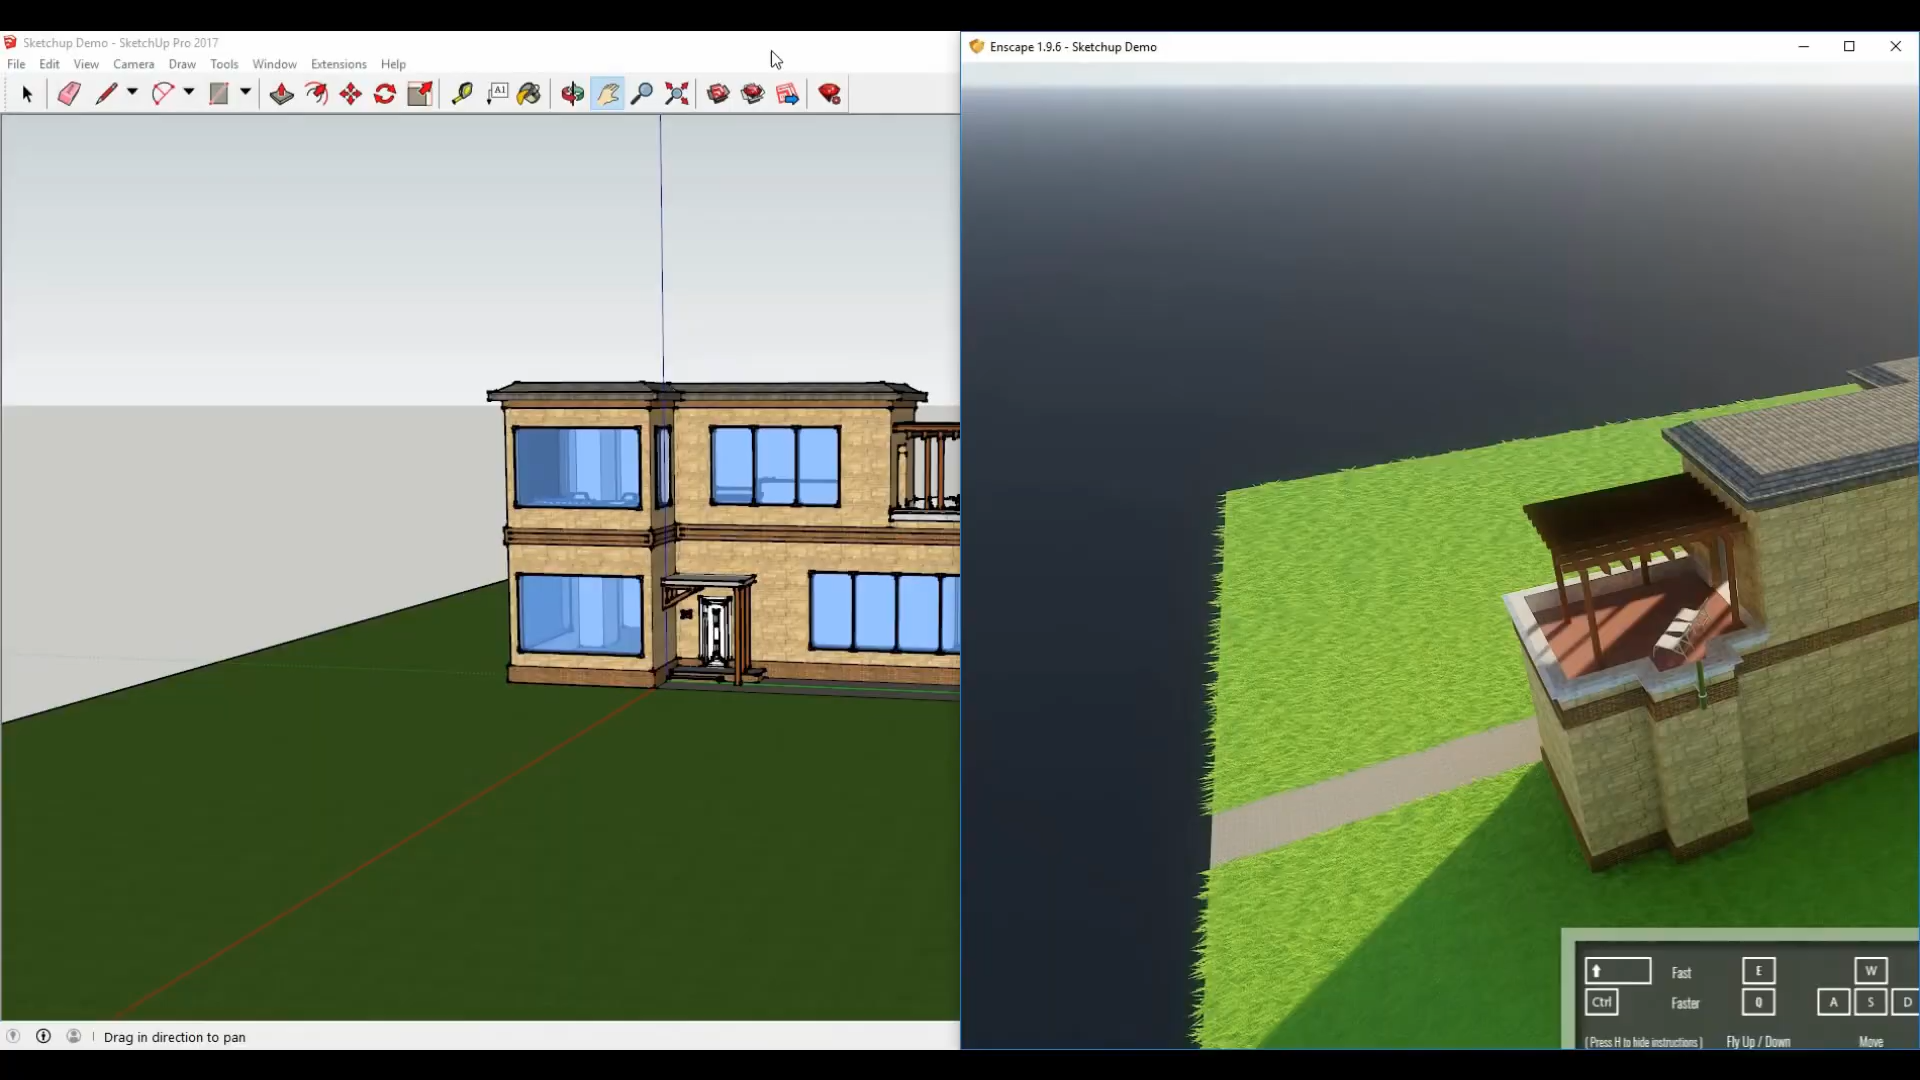 Sketchup Demo - SketchUp Pro 2017
File Edit View Camera Draw Tools Window Extensions Help
A1
Drag in direction to pan
Enscape 1.9.6 - Sketchup Demo
Fast E W
Ctrl Faster Q A S D
( Press H to hide instructions ) Fly Up / Down Move